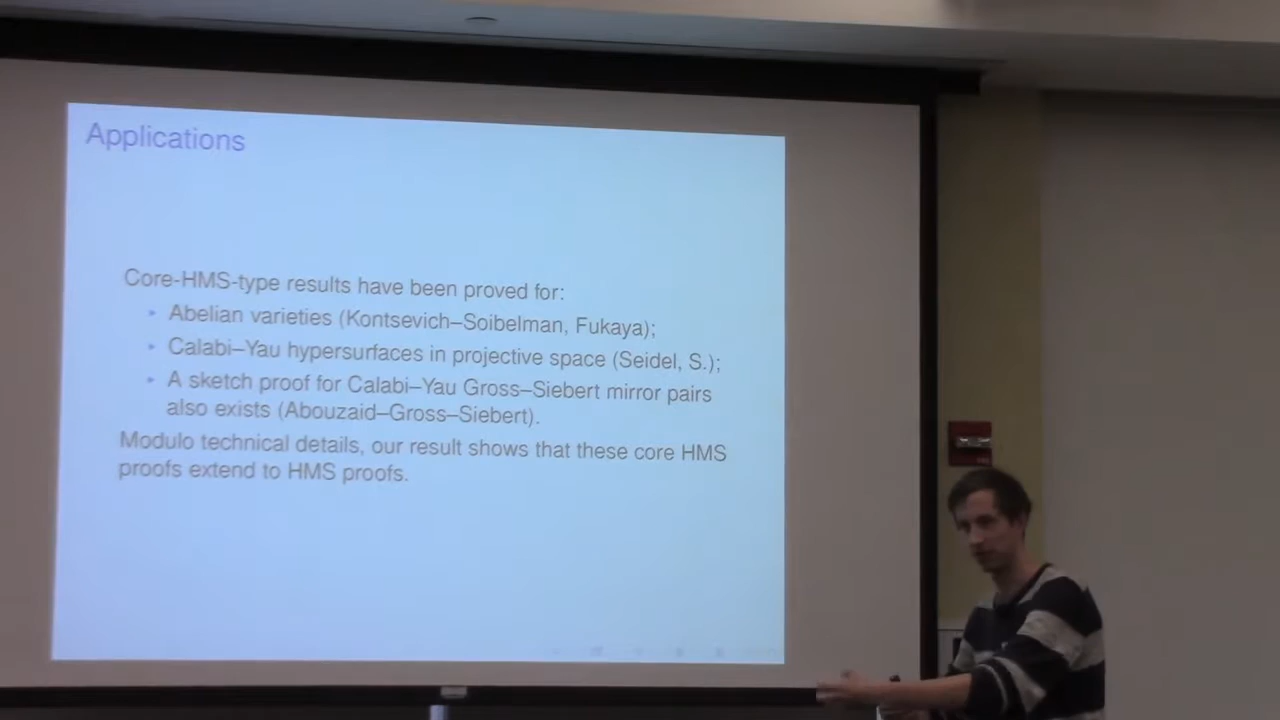 Applications
Core-HMS-type results have been proved for:
Abelian varieties (Kontsevich–Soibelman, Fukaya);
Calabi–Yau hypersurfaces in projective space (Seidel, S.);
A sketch proof for Calabi–Yau Gross–Siebert mirror pairs
also exists (Abouzaid–Gross–Siebert).
Modulo technical details, our result shows that these core HMS
proofs extend to HMS proofs.